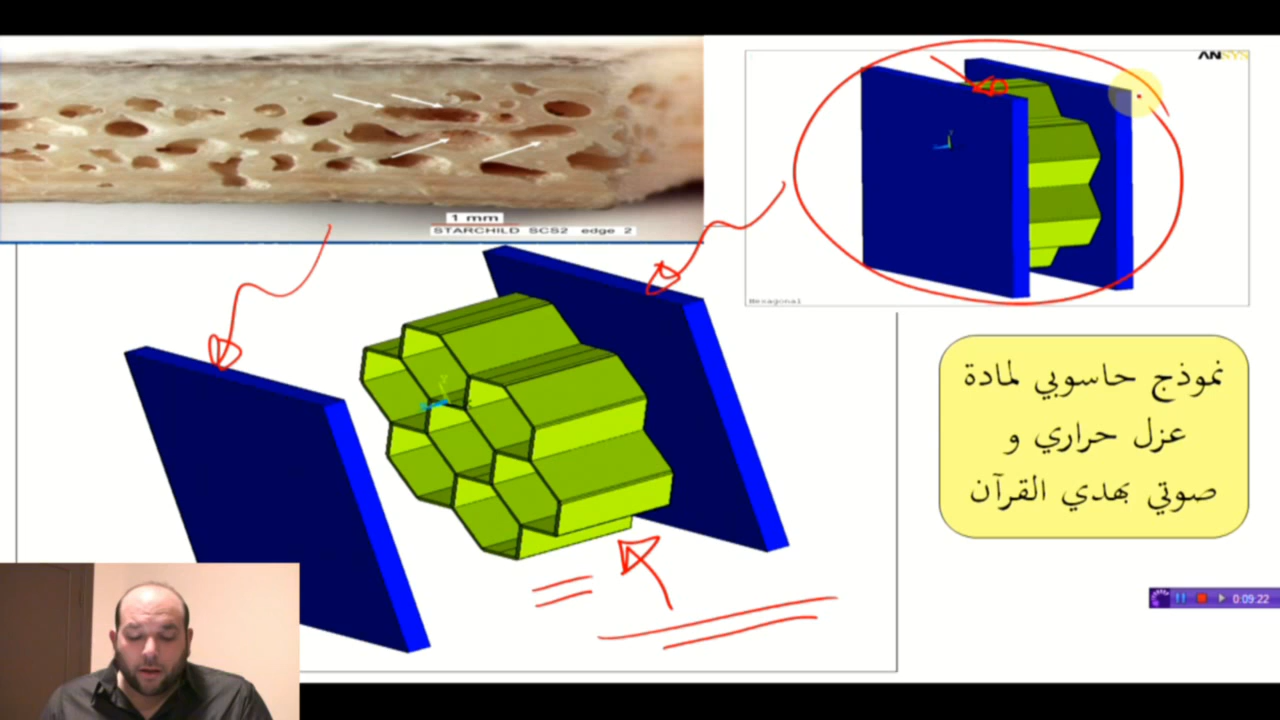 ANSYS
1 mm
STARCHILD SCS2 edge 2
Hexagonal
نموذج حاسوبي لمادة
عزل حراري و
صوتي بهدي القرآن
0:09:22